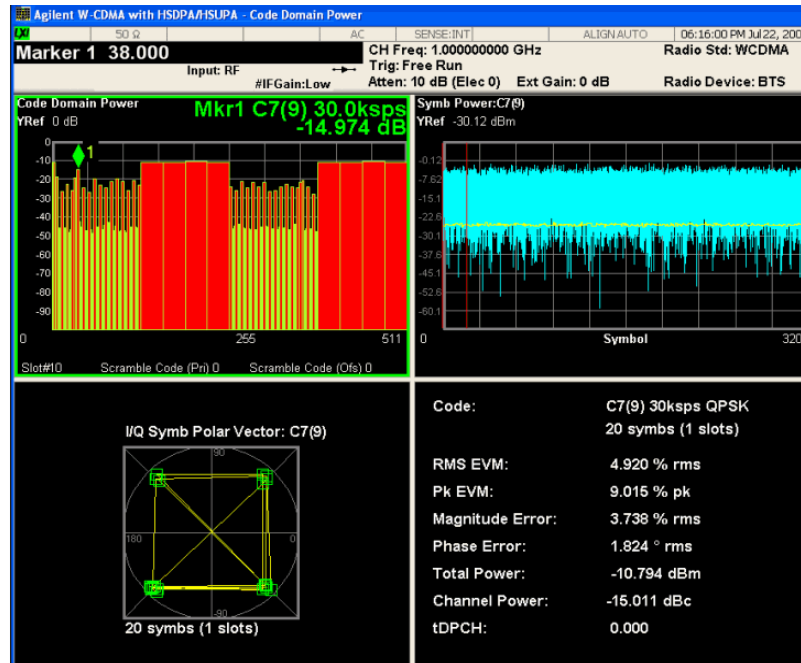 Agilent W-CDMA with HSDPA/HSUPA - Code Domain Power
LXI 50 Ω AC SENSE:INT ALIGN AUTO 06:16:00 PM Jul 22, 200
Marker 1 38.000
Input: RF
#IFGain:Low
CH Freq: 1.000000000 GHz
Trig: Free Run
Atten: 10 dB (Elec 0) Ext Gain: 0 dB
Radio Std: WCDMA
Radio Device: BTS
Code Domain Power
YRef 0 dB
Mkr1 C7(9) 30.0ksps
-14.974 dB
1
0
-10
-20
-30
-40
-50
-60
-70
-80
-90
0 255 511
Slot#10 Scramble Code (Pri) 0 Scramble Code (Ofs) 0
Symb Power:C7(9)
YRef -30.12 dBm
-0.12
-7.62
-15.1
-22.6
-30.1
-37.6
-45.1
-52.6
-60.1
0 Symbol 320
I/Q Symb Polar Vector: C7(9)
90
180
0
-90
20 symbs (1 slots)
Code: C7(9) 30ksps QPSK
20 symbs (1 slots)
RMS EVM: 4.920 % rms
Pk EVM: 9.015 % pk
Magnitude Error: 3.738 % rms
Phase Error: 1.824 ° rms
Total Power: -10.794 dBm
Channel Power: -15.011 dBc
tDPCH: 0.000